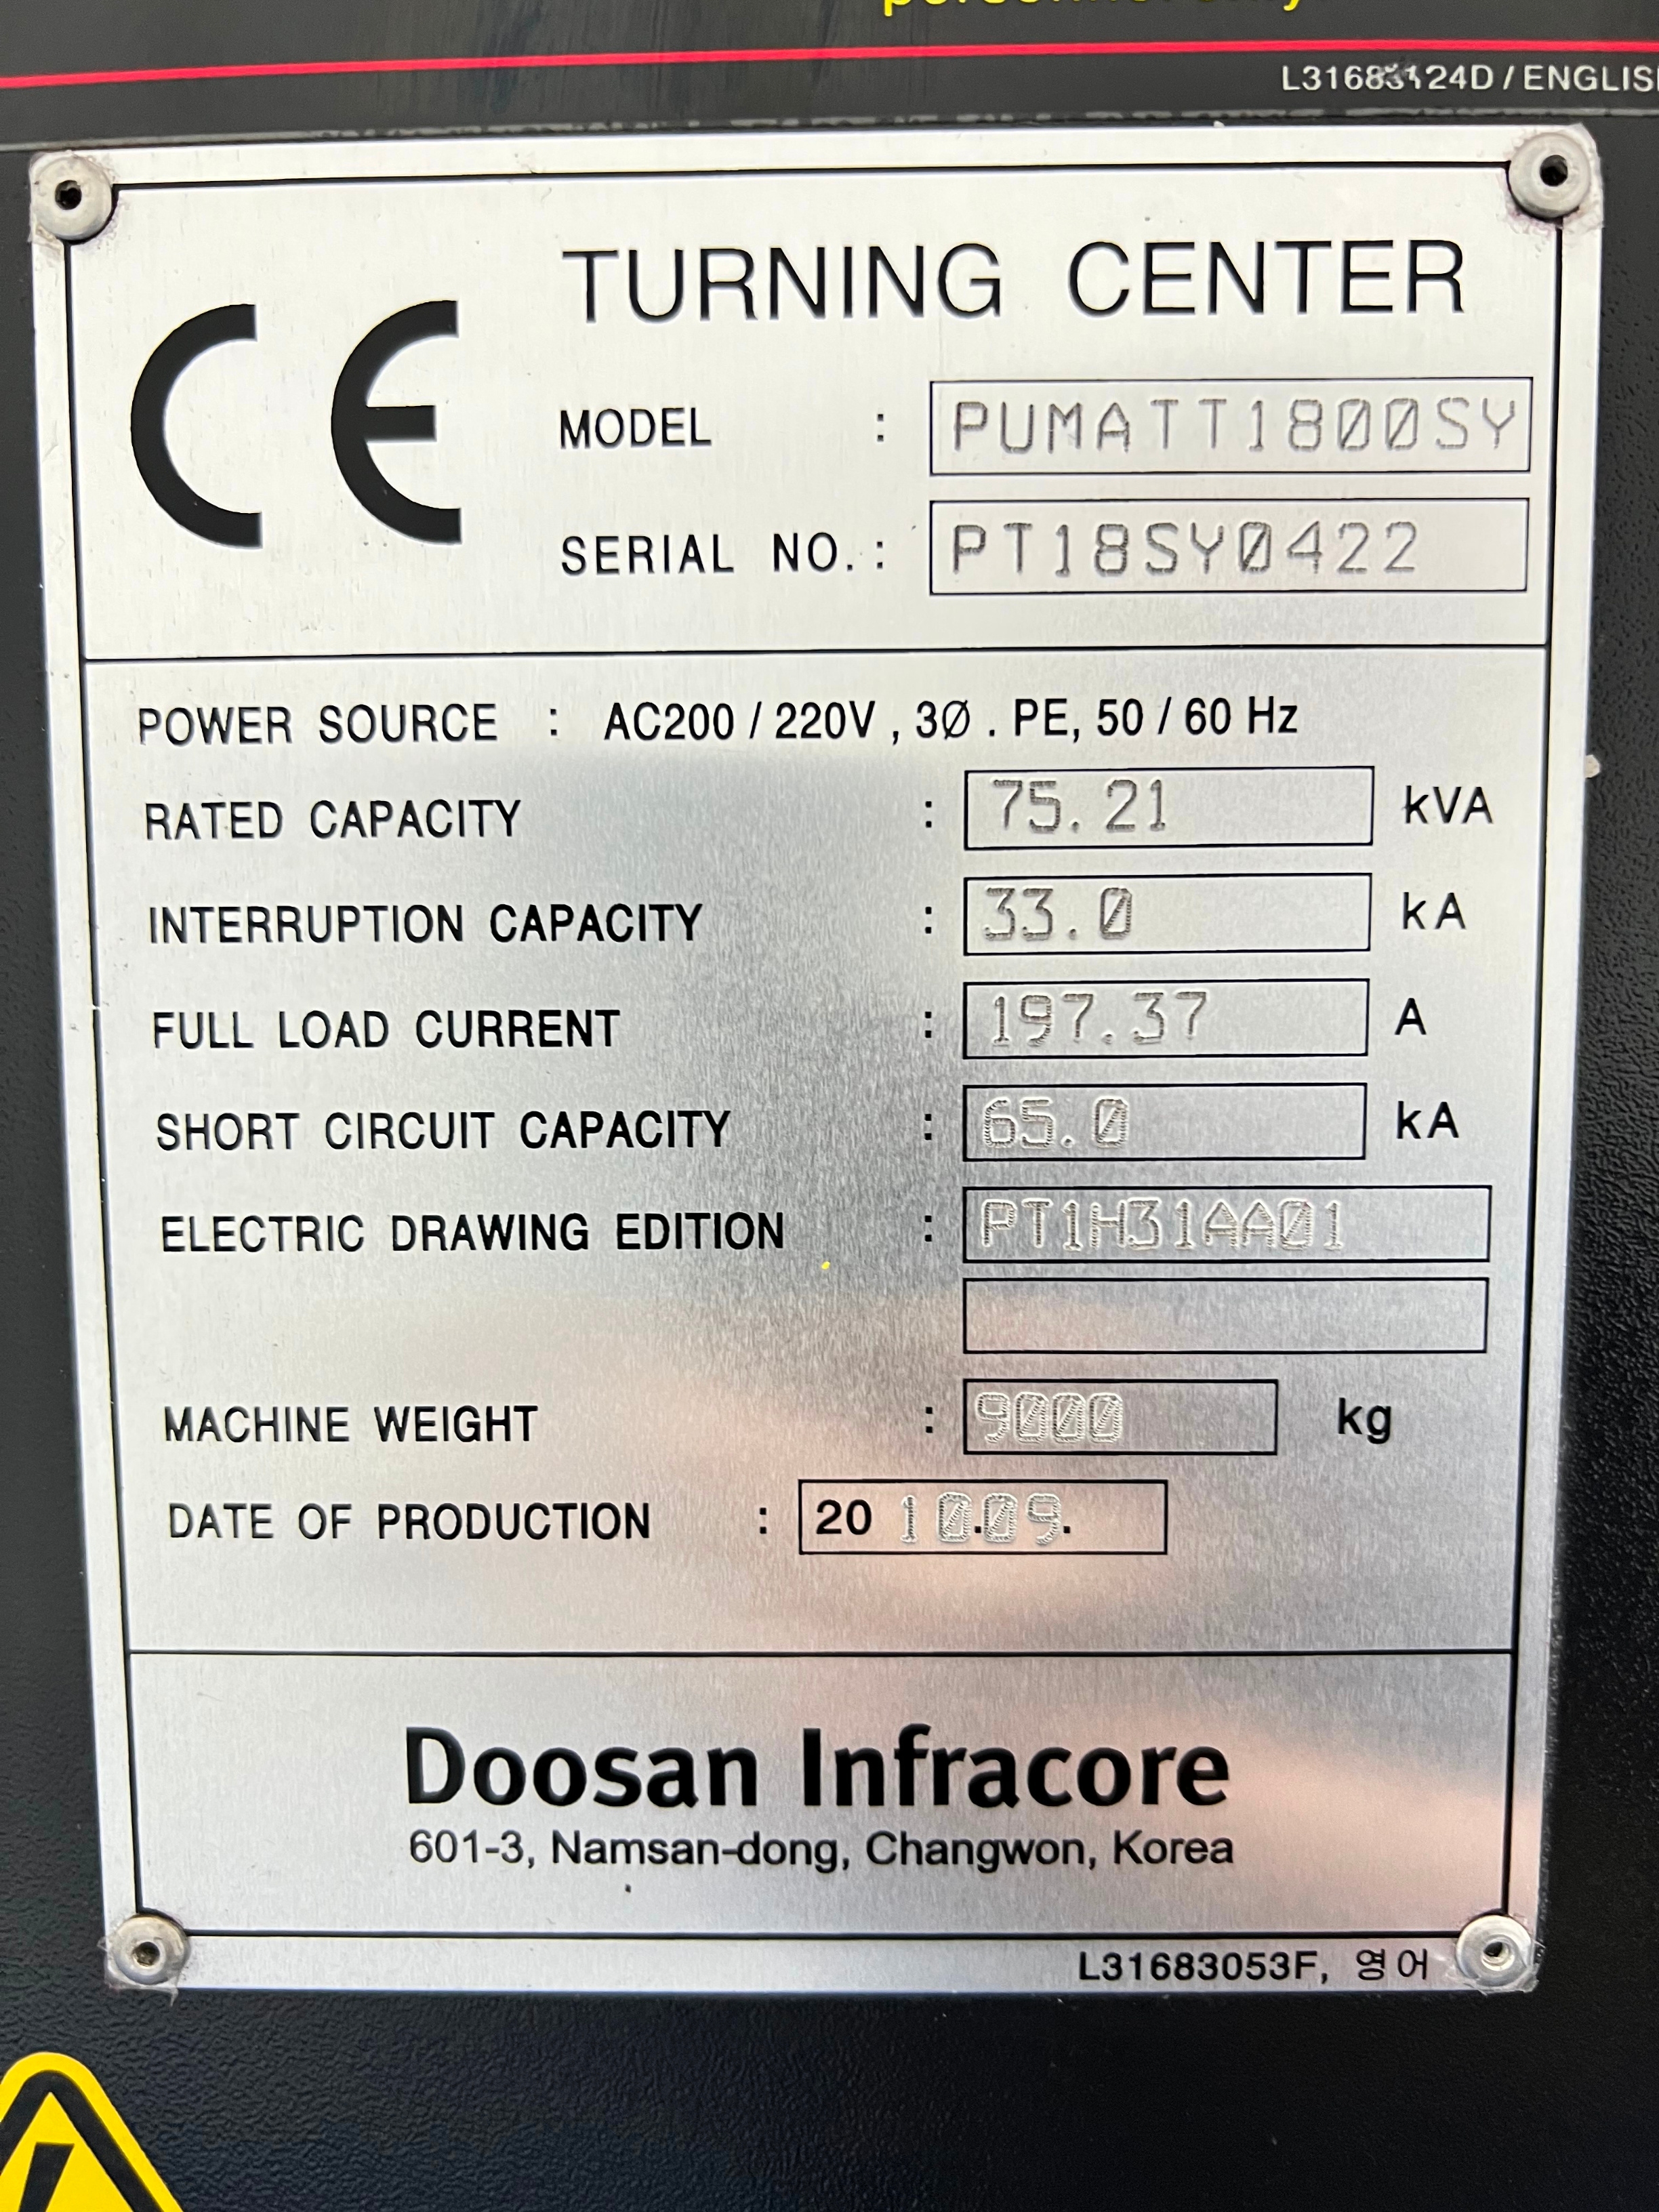 L31683124D / ENGLIS
CE
TURNING CENTER
MODEL : PUMATT1800SY
SERIAL NO. : PT18SY0422
POWER SOURCE : AC200 / 220V , 3Ø . PE, 50 / 60 Hz
RATED CAPACITY : 75.21 kVA
INTERRUPTION CAPACITY : 33.0 kA
FULL LOAD CURRENT : 197.37 A
SHORT CIRCUIT CAPACITY : 65.0 kA
ELECTRIC DRAWING EDITION : PT1H31AA01
MACHINE WEIGHT : 9000 kg
DATE OF PRODUCTION : 20 10.09.
Doosan Infracore
601-3, Namsan-dong, Changwon, Korea
L31683053F, 영어